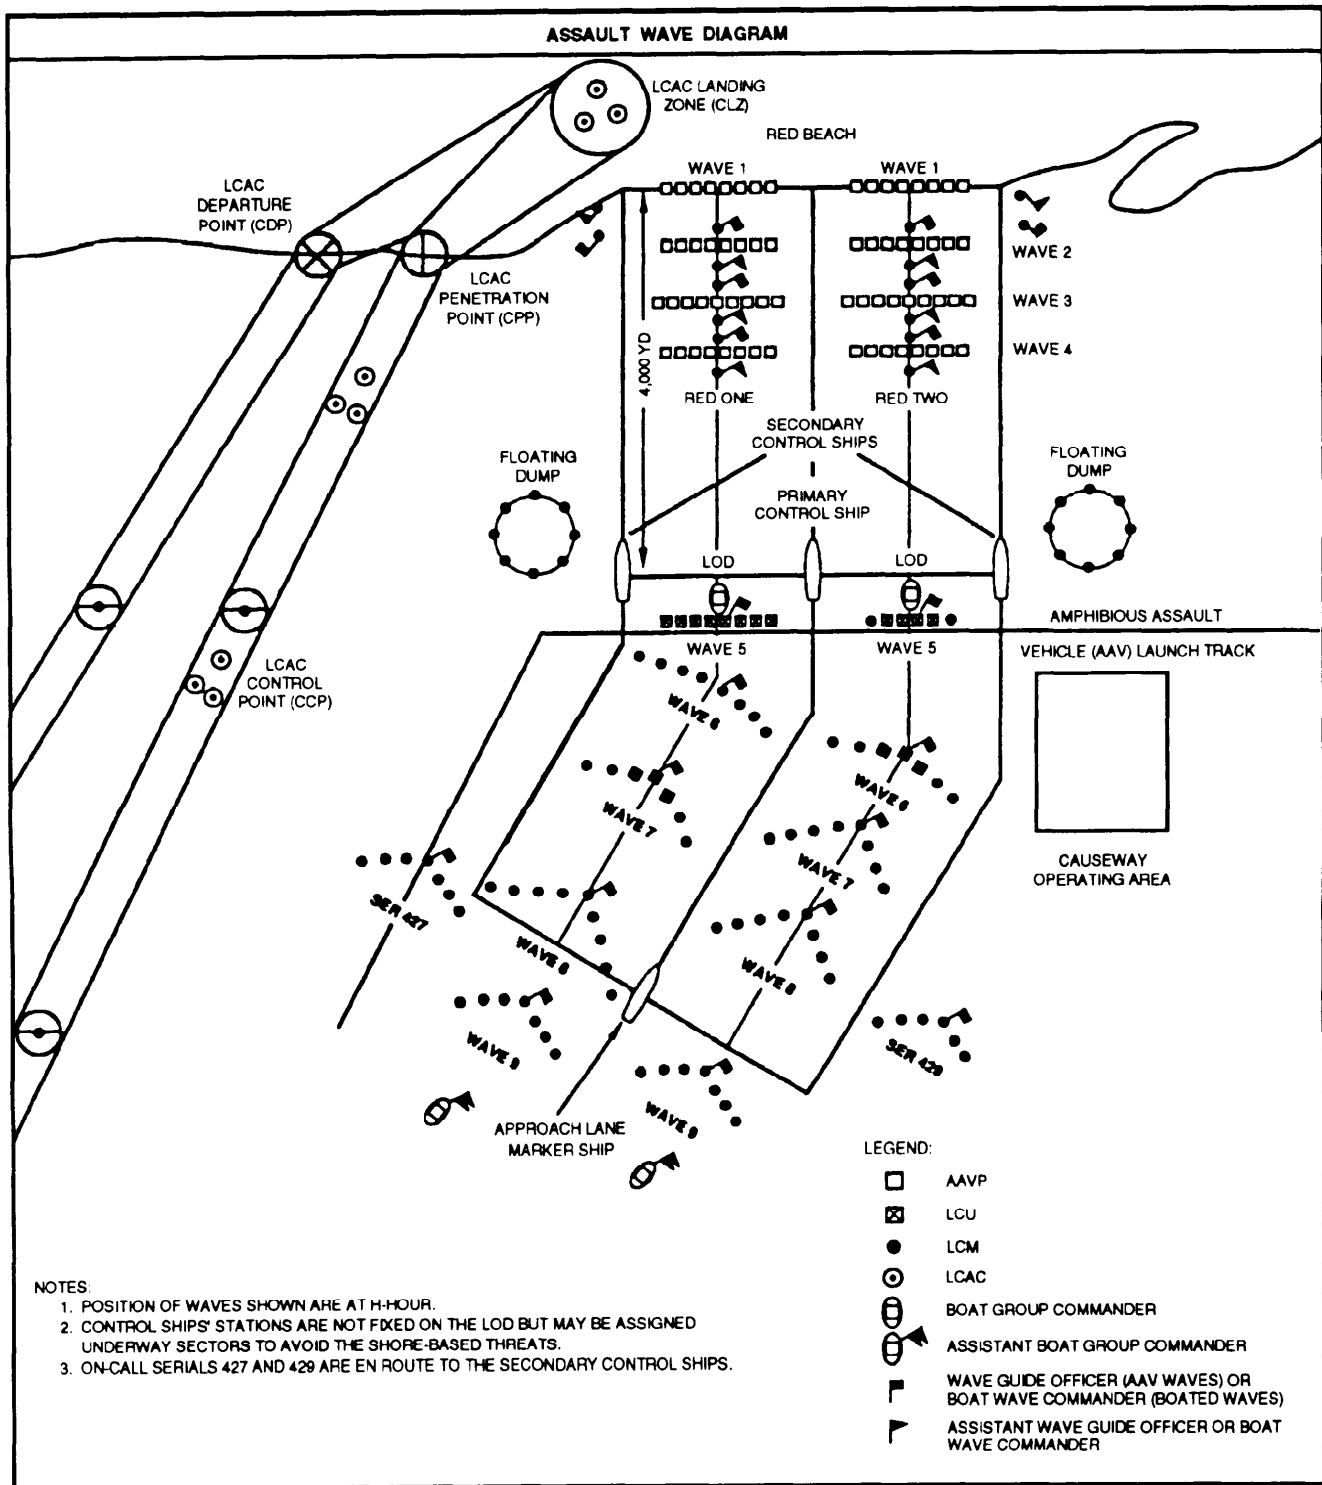 ASSAULT WAVE DIAGRAM
LCAC LANDING
ZONE (CLZ)
RED BEACH
WAVE 1
WAVE 1
LCAC
DEPARTURE
POINT (CDP)
WAVE 2
LCAC
PENETRATION
POINT (CPP)
WAVE 3
WAVE 4
4,000 YD
RED ONE
RED TWO
SECONDARY
CONTROL SHIPS
FLOATING
DUMP
FLOATING
DUMP
PRIMARY
CONTROL SHIP
LOD
LOD
AMPHIBIOUS ASSAULT
VEHICLE (AAV) LAUNCH TRACK
WAVE 5
WAVE 5
LCAC
CONTROL
POINT (CCP)
WAVE 6
WAVE 6
WAVE 7
WAVE 7
CAUSEWAY
OPERATING AREA
SER 427
WAVE 8
WAVE 8
WAVE 9
SER 429
WAVE 9
APPROACH LANE
MARKER SHIP
LEGEND:
AAVP
LCU
LCM
LCAC
BOAT GROUP COMMANDER
ASSISTANT BOAT GROUP COMMANDER
WAVE GUIDE OFFICER (AAV WAVES) OR
BOAT WAVE COMMANDER (BOATED WAVES)
ASSISTANT WAVE GUIDE OFFICER OR BOAT
WAVE COMMANDER
NOTES:
1. POSITION OF WAVES SHOWN ARE AT H-HOUR.
2. CONTROL SHIPS' STATIONS ARE NOT FIXED ON THE LOD BUT MAY BE ASSIGNED
UNDERWAY SECTORS TO AVOID THE SHORE-BASED THREATS.
3. ON-CALL SERIALS 427 AND 429 ARE EN ROUTE TO THE SECONDARY CONTROL SHIPS.